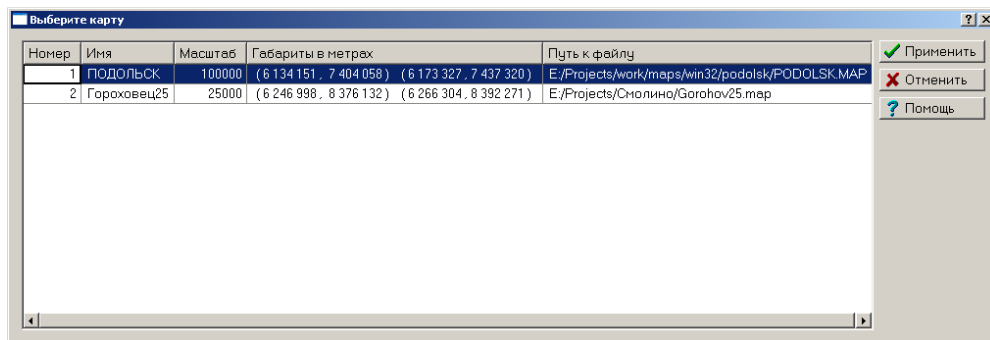 Выберите карту
Номер Имя Масштаб Габариты в метрах Путь к файлу
1 ПОДОЛЬСК 100000 (6 134 151 , 7 404 058) (6 173 327 , 7 437 320) E:/Projects/work/maps/win32/podolsk/PODOLSK.MAP
2 Гороховец25 25000 (6 246 998 , 8 376 132) (6 266 304 , 8 392 271) E:/Projects/Смолино/Gorohov25.map
Применить
Отменить
Помощь